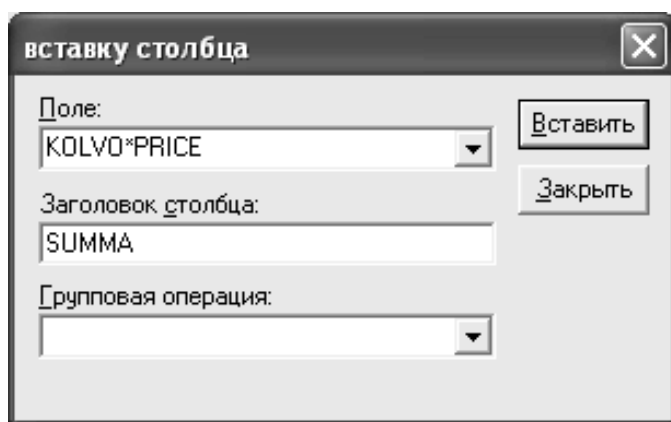 вставку столбца
Поле:
KOLVO*PRICE
Вставить
Закрыть
Заголовок столбца:
SUMMA
Групповая операция: